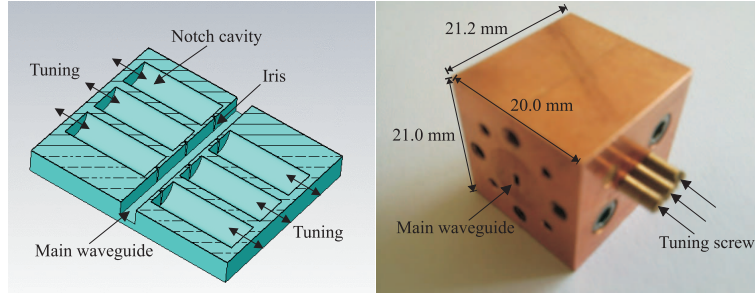 Notch cavity
Tuning
Iris
Main waveguide
Tuning
21.2 mm
20.0 mm
21.0 mm
Main waveguide
Tuning screw